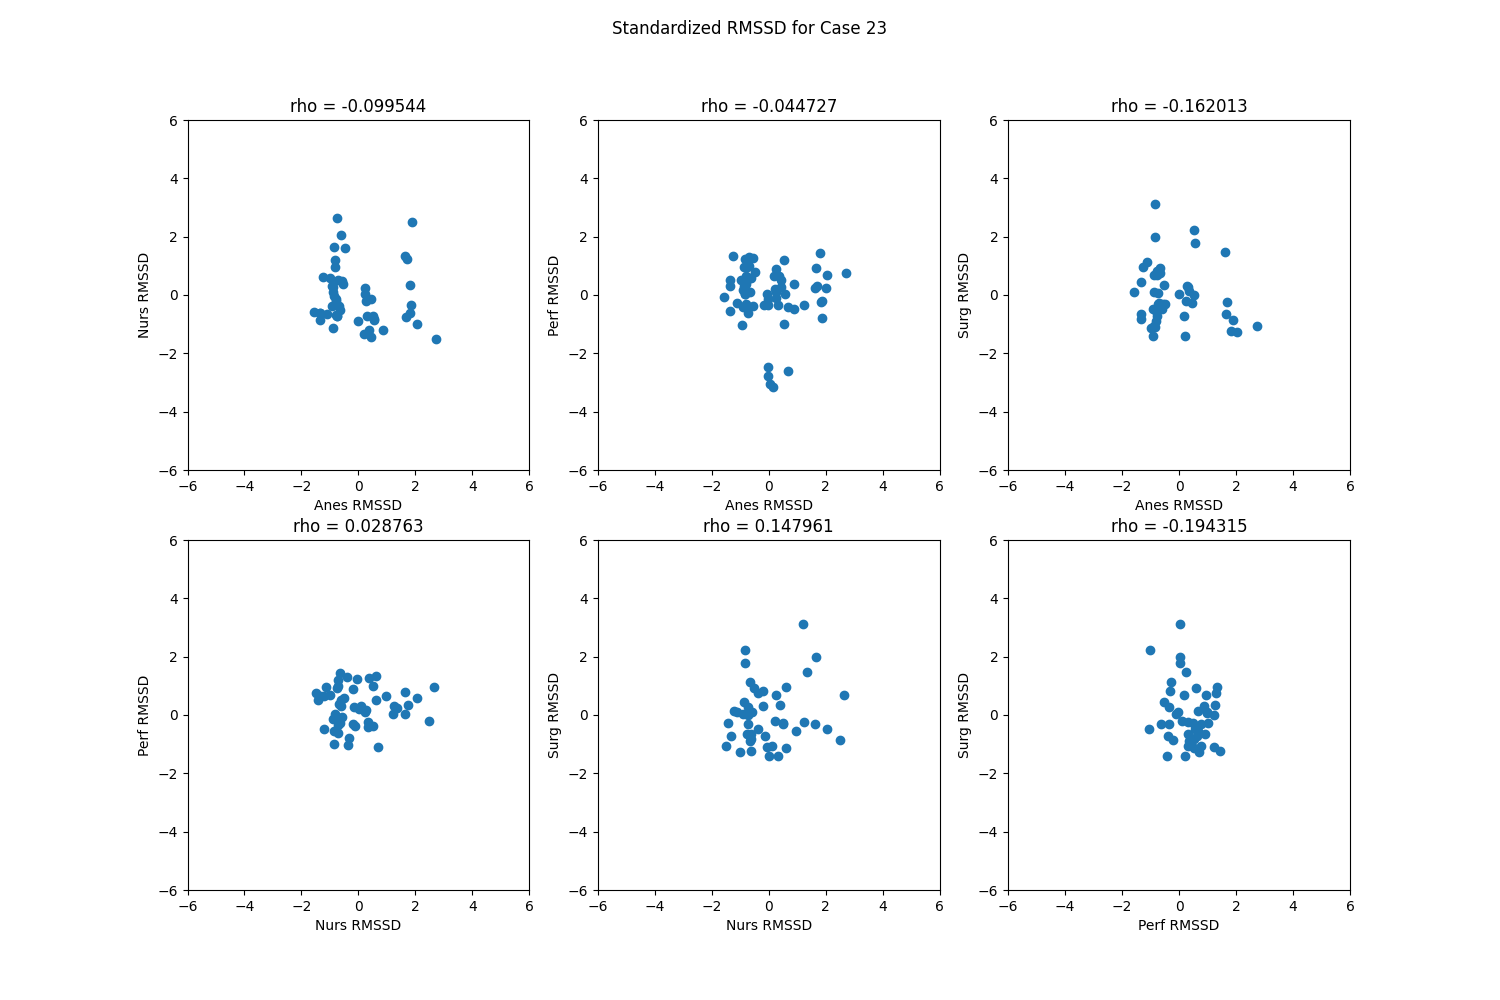 Standardized RMSSD for Case 23
rho = -0.099544
rho = -0.044727
rho = -0.162013
6
4
2
0
−2
−4
−6
Nurs RMSSD
−6 −4 −2 0 2 4 6
Anes RMSSD
6
4
2
0
−2
−4
−6
Perf RMSSD
−6 −4 −2 0 2 4 6
Anes RMSSD
6
4
2
0
−2
−4
−6
Surg RMSSD
−6 −4 −2 0 2 4 6
Anes RMSSD
rho = 0.028763
rho = 0.147961
rho = -0.194315
6
4
2
0
−2
−4
−6
Perf RMSSD
−6 −4 −2 0 2 4 6
Nurs RMSSD
6
4
2
0
−2
−4
−6
Surg RMSSD
−6 −4 −2 0 2 4 6
Nurs RMSSD
6
4
2
0
−2
−4
−6
Surg RMSSD
−6 −4 −2 0 2 4 6
Perf RMSSD